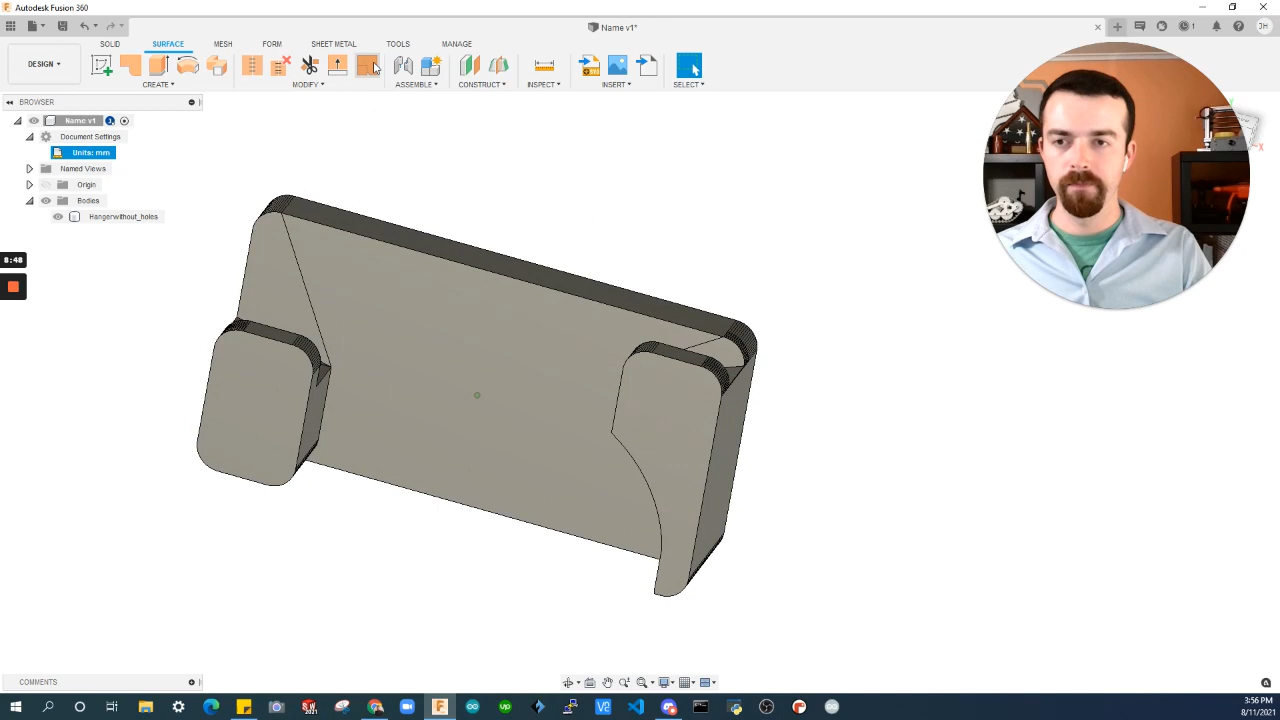 Autodesk Fusion 360
Name v1*
1
JH
SOLID
SURFACE
MESH
FORM
SHEET METAL
TOOLS
MANAGE
DESIGN
CREATE
MODIFY
ASSEMBLE
CONSTRUCT
INSPECT
INSERT
SELECT
BROWSER
Name v1
Document Settings
Units: mm
Named Views
Origin
Bodies
Hangerwithout_holes
8:48
X
COMMENTS
3:56 PM
8/11/2021